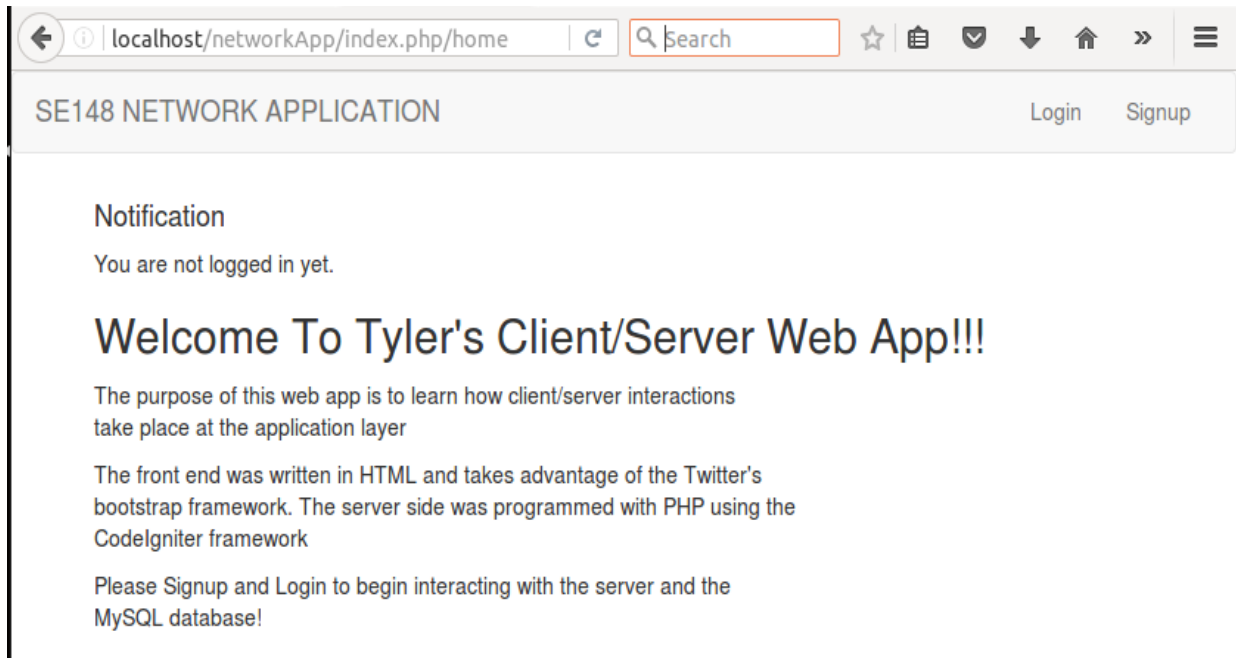 localhost/networkApp/index.php/home
Search
SE148 NETWORK APPLICATION
Login
Signup
Notification
You are not logged in yet.
Welcome To Tyler's Client/Server Web App!!!
The purpose of this web app is to learn how client/server interactions
take place at the application layer
The front end was written in HTML and takes advantage of the Twitter's
bootstrap framework. The server side was programmed with PHP using the
CodeIgniter framework
Please Signup and Login to begin interacting with the server and the
MySQL database!